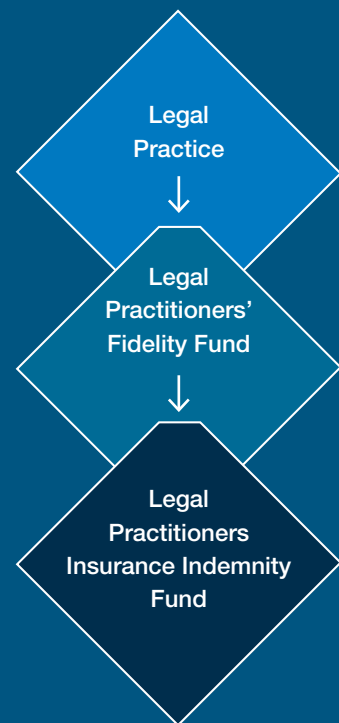 Legal
Practice
Legal
Practitioners’
Fidelity Fund
Legal
Practitioners
Insurance Indemnity
Fund